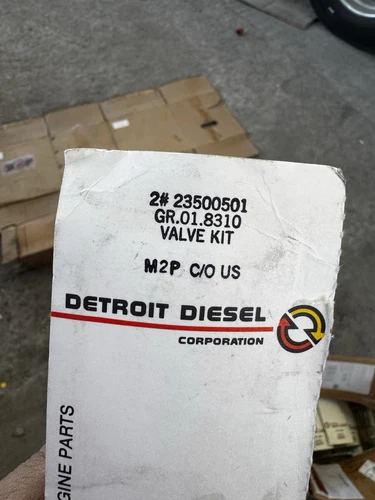 2# 23500501
GR.01.8310
VALVE KIT
M2P C/O US
DETROIT DIESEL
CORPORATION
GINE PARTS